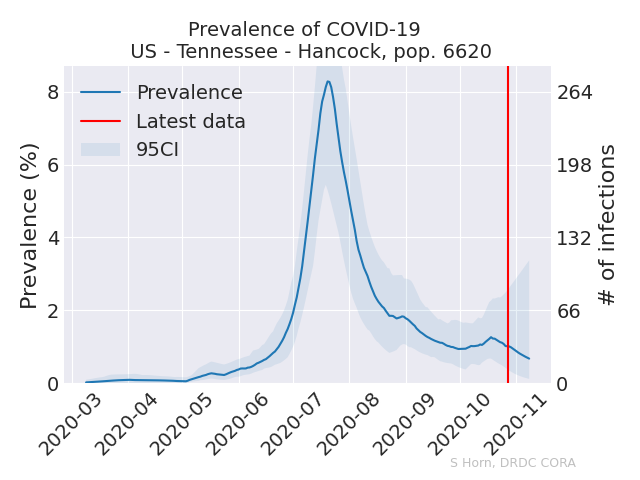 Prevalence of COVID-19
US - Tennessee - Hancock, pop. 6620
Prevalence
Latest data
95CI
Prevalence (%)
8
6
4
2
0
264
198
132
66
0
# of infections
2020-03
2020-04
2020-05
2020-06
2020-07
2020-08
2020-09
2020-10
2020-11
S Horn, DRDC CORA